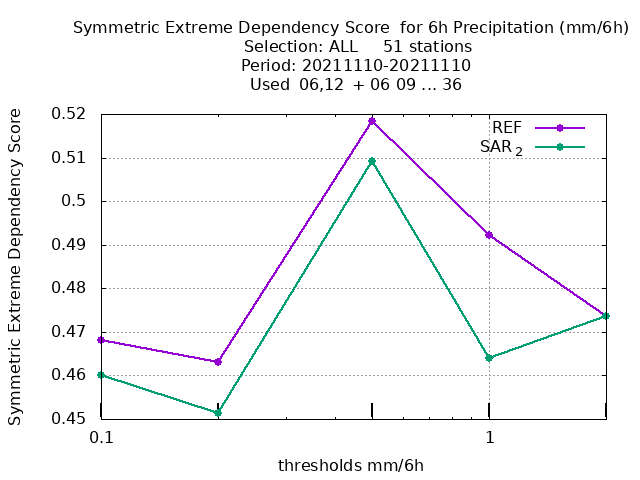 Symmetric Extreme Dependency Score  for 6h Precipitation (mm/6h)
Selection: ALL     51 stations
Period: 20211110-20211110
Used  06,12  + 06 09 ... 36
0.52
0.51
0.5
0.49
0.48
0.47
0.46
0.45
Symmetric Extreme Dependency Score
REF
SAR 2
0.1
1
thresholds mm/6h